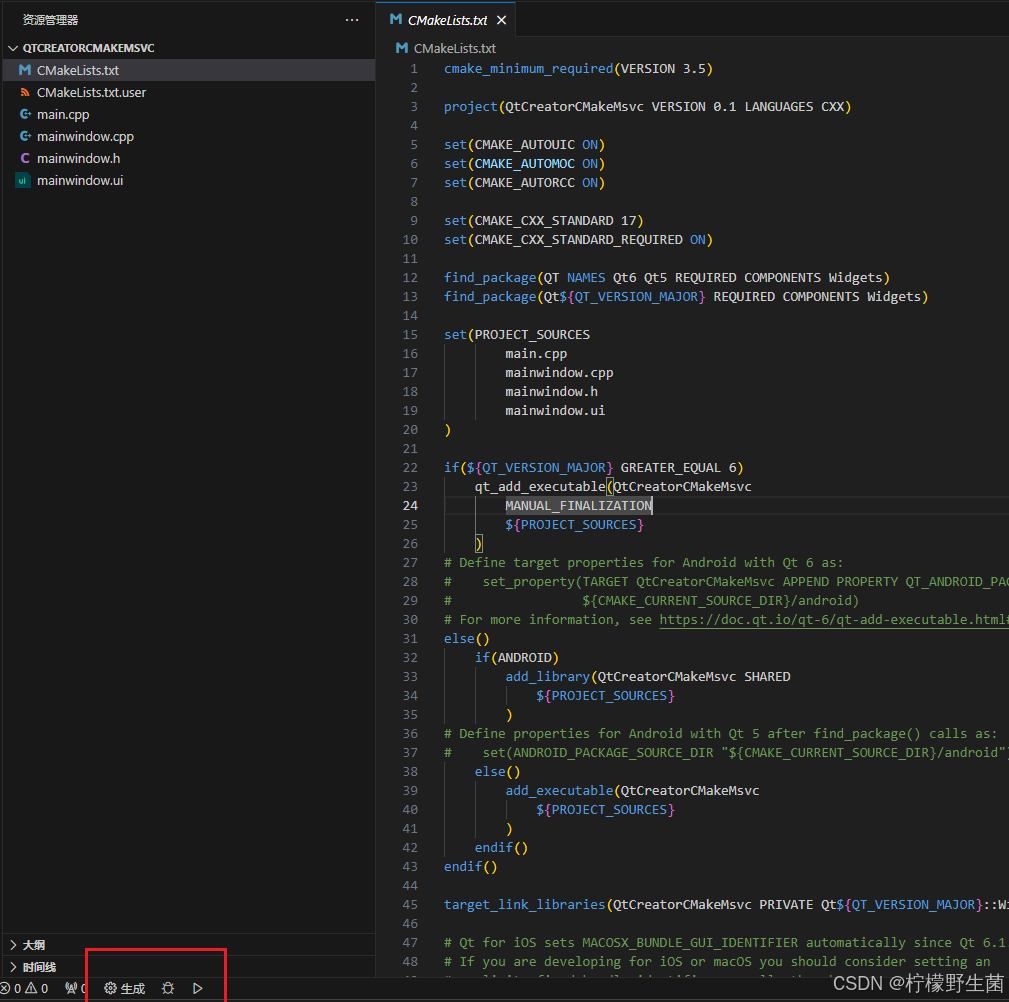 资源管理器
QTCREATORCMAKEMSVC
CMakeLists.txt
CMakeLists.txt.user
main.cpp
mainwindow.cpp
mainwindow.h
ui mainwindow.ui
大纲
时间线
CMakeLists.txt
CMakeLists.txt
1 cmake_minimum_required(VERSION 3.5)
2
3 project(QtCreatorCMakeMsvc VERSION 0.1 LANGUAGES CXX)
4
5 set(CMAKE_AUTOUIC ON)
6 set(CMAKE_AUTOMOC ON)
7 set(CMAKE_AUTORCC ON)
8
9 set(CMAKE_CXX_STANDARD 17)
10 set(CMAKE_CXX_STANDARD_REQUIRED ON)
11
12 find_package(QT NAMES Qt6 Qt5 REQUIRED COMPONENTS Widgets)
13 find_package(Qt${QT_VERSION_MAJOR} REQUIRED COMPONENTS Widgets)
14
15 set(PROJECT_SOURCES
16 main.cpp
17 mainwindow.cpp
18 mainwindow.h
19 mainwindow.ui
20 )
21
22 if(${QT_VERSION_MAJOR} GREATER_EQUAL 6)
23 qt_add_executable(QtCreatorCMakeMsvc
24 MANUAL_FINALIZATION
25 ${PROJECT_SOURCES}
26 )
27 # Define target properties for Android with Qt 6 as:
28 # set_property(TARGET QtCreatorCMakeMsvc APPEND PROPERTY QT_ANDROID_PAC
29 # ${CMAKE_CURRENT_SOURCE_DIR}/android)
30 # For more information, see https://doc.qt.io/qt-6/qt-add-executable.html#
31 else()
32 if(ANDROID)
33 add_library(QtCreatorCMakeMsvc SHARED
34 ${PROJECT_SOURCES}
35 )
36 # Define properties for Android with Qt 5 after find_package() calls as:
37 # set(ANDROID_PACKAGE_SOURCE_DIR "${CMAKE_CURRENT_SOURCE_DIR}/android")
38 else()
39 add_executable(QtCreatorCMakeMsvc
40 ${PROJECT_SOURCES}
41 )
42 endif()
43 endif()
44
45 target_link_libraries(QtCreatorCMakeMsvc PRIVATE Qt${QT_VERSION_MAJOR}::Wi
46
47 # Qt for iOS sets MACOSX_BUNDLE_GUI_IDENTIFIER automatically since Qt 6.1
48 # If you are developing for iOS or macOS you should consider setting an
0 0 0 生成
CSDN @柠檬野生菌